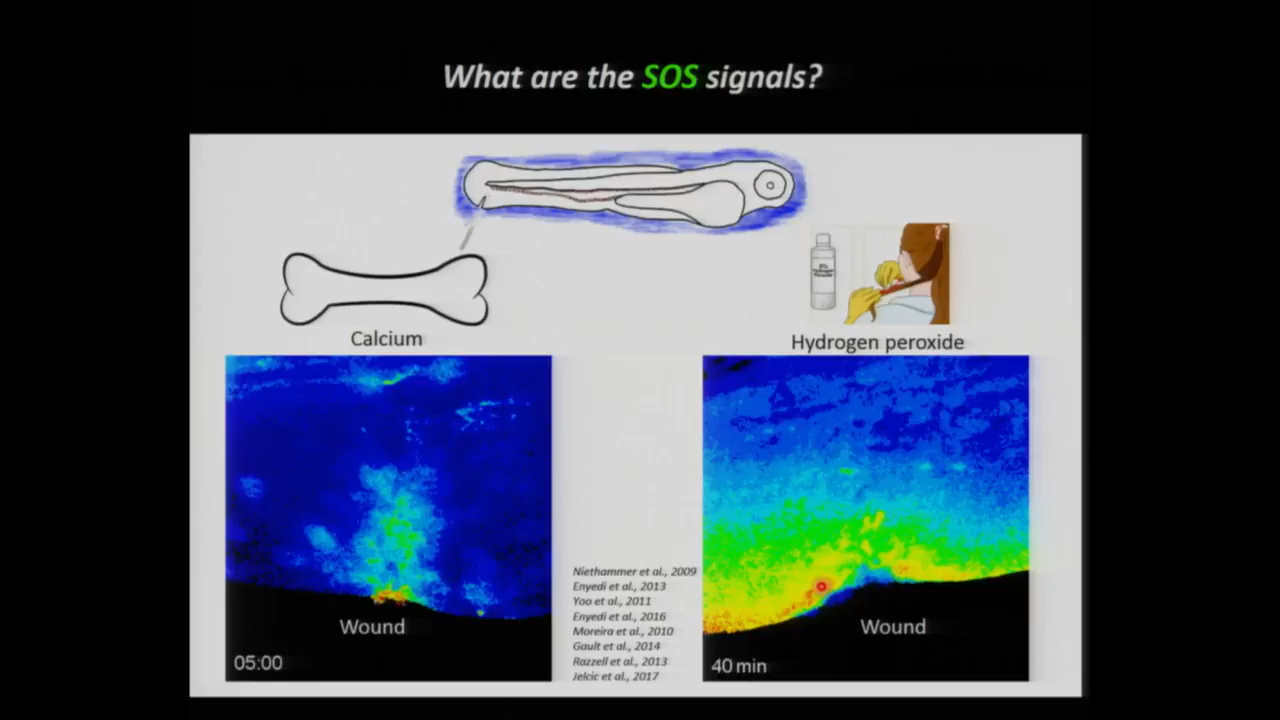 What are the SOS signals?
Calcium
Hydrogen peroxide
Hydrogen
Peroxide
Niethammer et al., 2009
Enyedi et al., 2013
Yoo et al., 2011
Enyedi et al., 2016
Moreira et al., 2010
Gault et al., 2014
Razzell et al., 2013
Jelcic et al., 2017
Wound
05:00
Wound
40 min